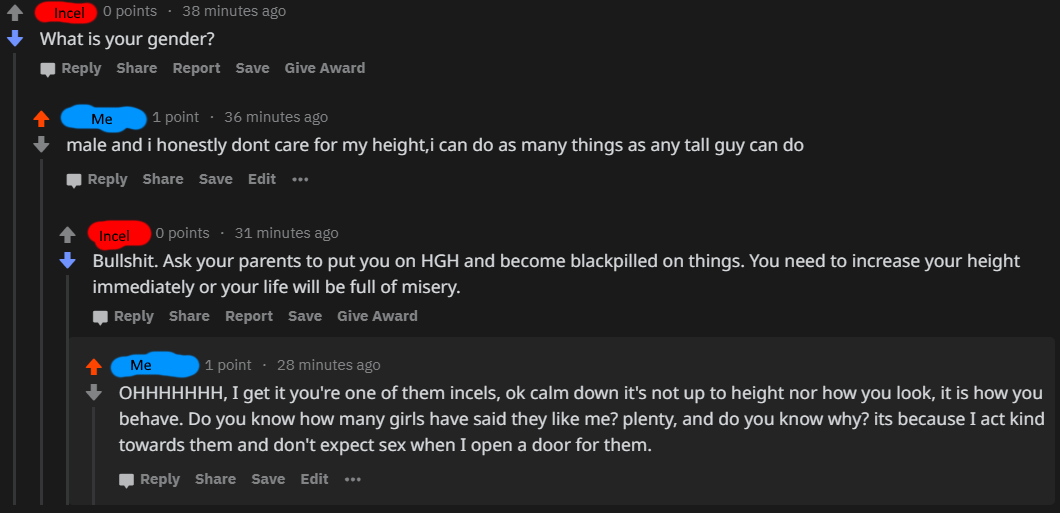 Incel 0 points · 38 minutes ago
What is your gender?
Reply Share Report Save Give Award
Me 1 point · 36 minutes ago
male and i honestly dont care for my height,i can do as many things as any tall guy can do
Reply Share Save Edit •••
Incel 0 points · 31 minutes ago
Bullshit. Ask your parents to put you on HGH and become blackpilled on things. You need to increase your height
immediately or your life will be full of misery.
Reply Share Report Save Give Award
Me 1 point · 28 minutes ago
OHHHHHHH, I get it you're one of them incels, ok calm down it's not up to height nor how you look, it is how you
behave. Do you know how many girls have said they like me? plenty, and do you know why? its because I act kind
towards them and don't expect sex when I open a door for them.
Reply Share Save Edit •••